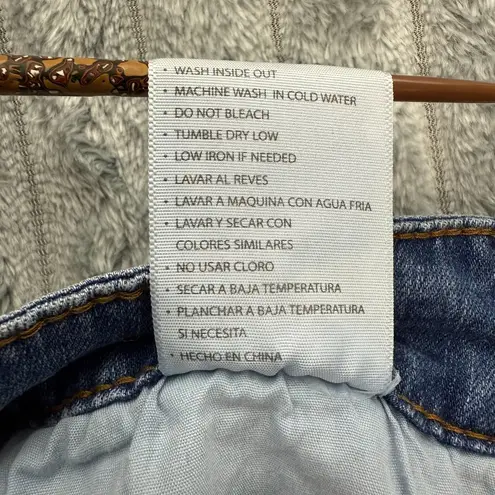 • WASH INSIDE OUT
• MACHINE WASH IN COLD WATER
• DO NOT BLEACH
• TUMBLE DRY LOW
• LOW IRON IF NEEDED
• LAVAR AL REVES
• LAVAR A MAQUINA CON AGUA FRIA
• LAVAR Y SECAR CON
COLORES SIMILARES
• NO USAR CLORO
• SECAR A BAJA TEMPERATURA
• PLANCHAR A BAJA TEMPERATURA
SI NECESITA
• HECHO EN CHINA